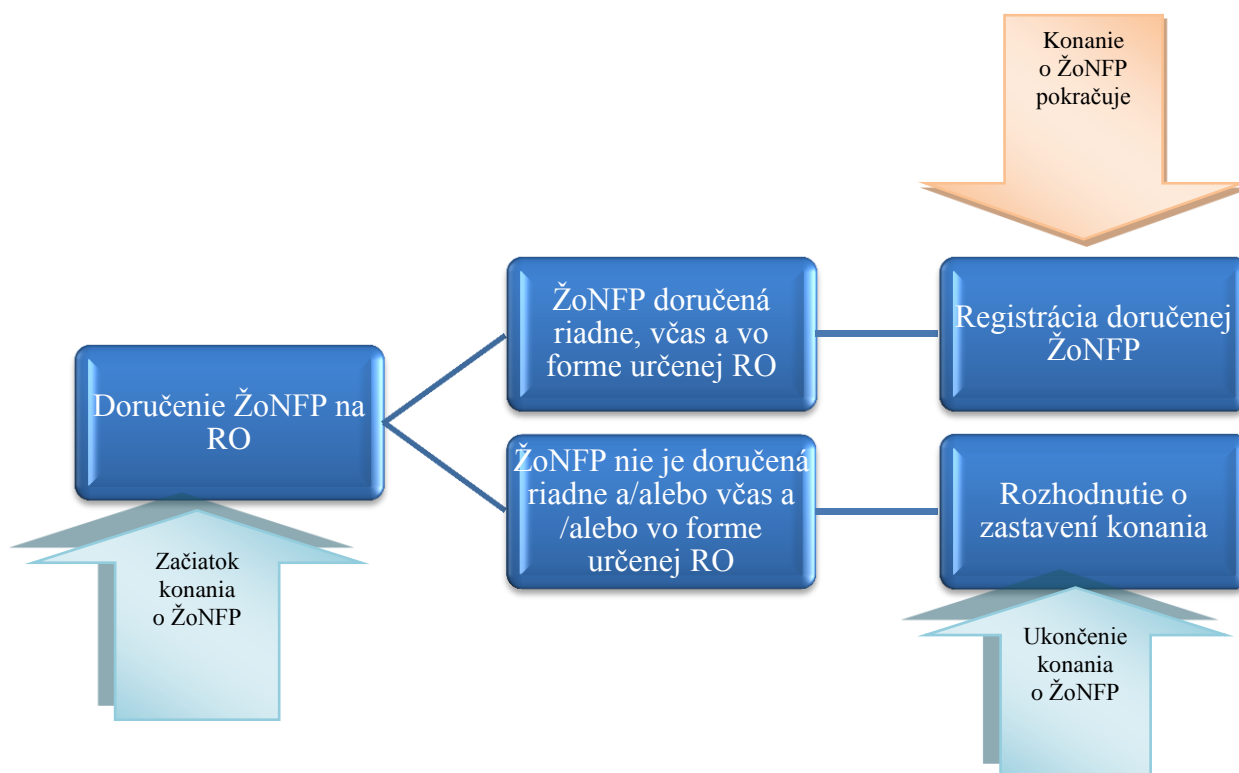 Konanie
o ŽoNFP
pokračuje
ŽoNFP doručená
riadne, včas a vo
forme určenej RO
Registrácia doručenej
ŽoNFP
Doručenie ŽoNFP na
RO
ŽoNFP nie je doručená
riadne a/alebo včas a
/alebo vo forme
určenej RO
Rozhodnutie o
zastavení konania
Začiatok
konania
o ŽoNFP
Ukončenie
konania
o ŽoNFP